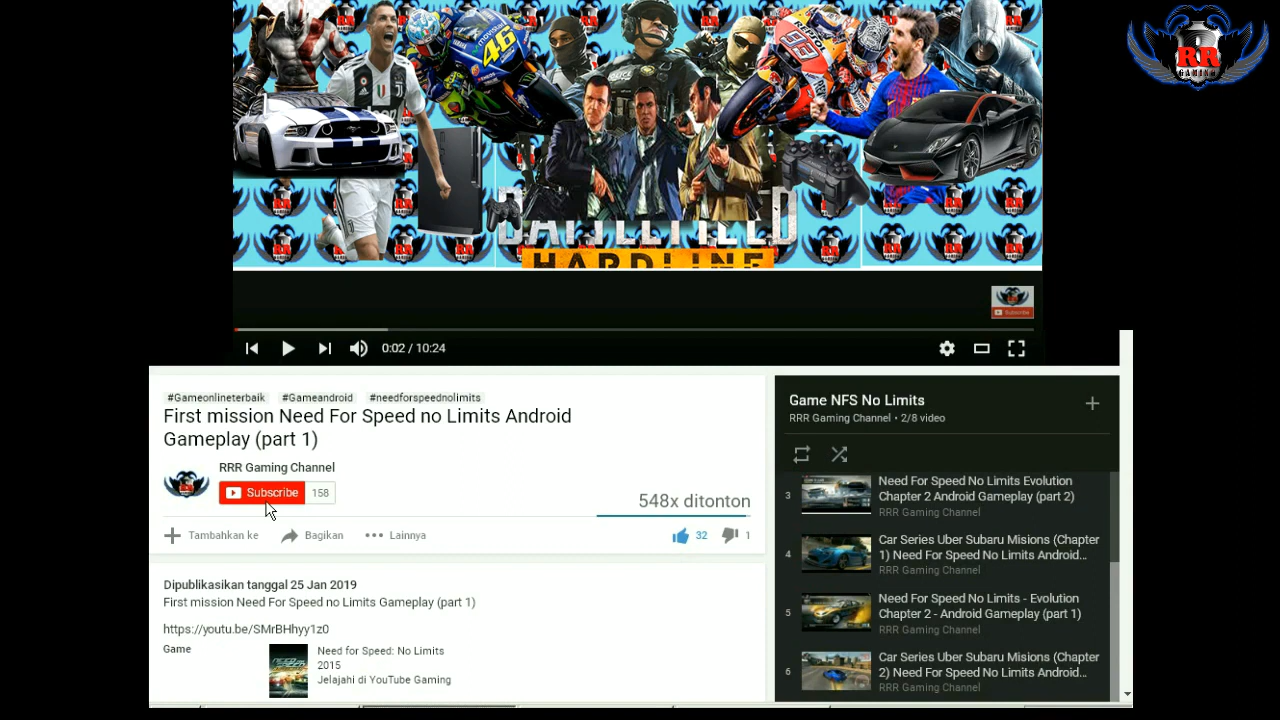 RR
GAMING
46
93
POLICE
BATTLEFIELD
HARDLINE
Subscribe
0:02 / 10:24
#Gameonlineterbaik #Gameandroid #needforspeednolimits
First mission Need For Speed no Limits Android
Gameplay (part 1)
RRR Gaming Channel
Subscribe 158
548x ditonton
Tambahkan ke Bagikan Lainnya 32 1
Dipublikasikan tanggal 25 Jan 2019
First mission Need For Speed no Limits Gameplay (part 1)
https://youtu.be/SMrBHhyy1z0
Game
Need for Speed: No Limits
2015
Jelajahi di YouTube Gaming
Game NFS No Limits
RRR Gaming Channel • 2/8 video
3
Need For Speed No Limits Evolution
Chapter 2 Android Gameplay (part 2)
RRR Gaming Channel
4
Car Series Uber Subaru Misions (Chapter
1) Need For Speed No Limits Android...
RRR Gaming Channel
5
Need For Speed No Limits - Evolution
Chapter 2 - Android Gameplay (part 1)
RRR Gaming Channel
6
Car Series Uber Subaru Misions (Chapter
2) Need For Speed No Limits Android...
RRR Gaming Channel